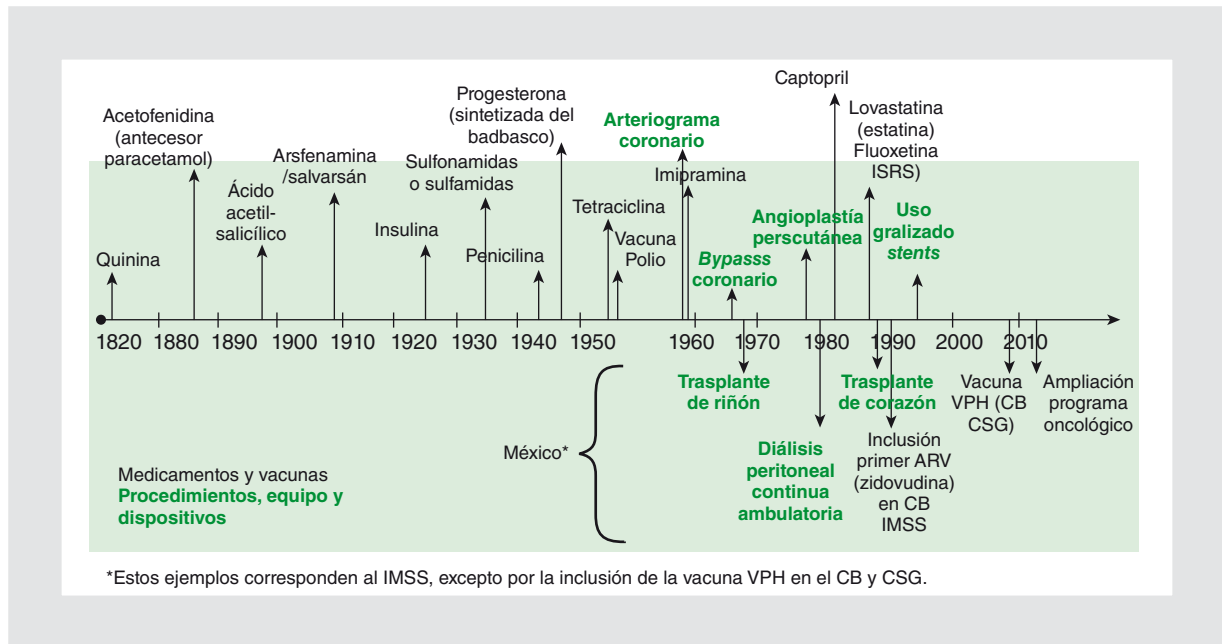 Acetofenidina
(antecesor
paracetamol)
Quinina
Ácido
acetil-
salicílico
Arsfenamina
/salvarsán
Insulina
Sulfonamidas
o sulfamidas
Progesterona
(sintetizada del
badbasco)
Penicilina
Tetraciclina
Vacuna
Polio
Arteriograma
coronario
Imipramina
Bypasss
coronario
Angioplastía
perscutánea
Captopril
Lovastatina
(estatina)
Fluoxetina
ISRS)
Uso
gralizado
stents
1820 1880 1890 1900 1910 1920 1930 1940 1950 1960 1970 1980 1990 2000 2010
México*
Trasplante
de riñón
Diálisis
peritoneal
continua
ambulatoria
Trasplante
de corazón
Inclusión
primer ARV
(zidovudina)
en CB
IMSS
Vacuna
VPH (CB
CSG)
Ampliación
programa
oncológico
Medicamentos y vacunas
Procedimientos, equipo y
dispositivos
*Estos ejemplos corresponden al IMSS, excepto por la inclusión de la vacuna VPH en el CB y CSG.